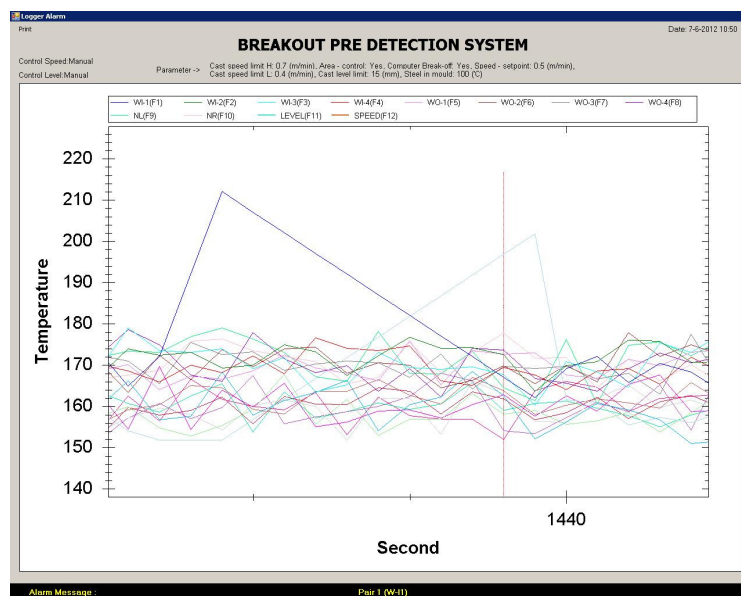 Logger Alarm
Print
Date: 7-6-2012 10:50
BREAKOUT PRE DETECTION SYSTEM
Control Speed:Manual
Control Level:Manual
Parameter -> Cast speed limit H: 0.7 (m/min), Area - control: Yes, Computer Break-off: Yes, Speed - setpoint: 0.5 (m/min),
Cast speed limit L: 0.4 (m/min), Cast level limit: 15 (mm), Steel in mould: 100 (°C)
WI-1(F1) WI-2(F2) WI-3(F3) WI-4(F4) WO-1(F5) WO-2(F6) WO-3(F7) WO-4(F8)
NL(F9) NR(F10) LEVEL(F11) SPEED(F12)
220
210
200
190
180
170
160
150
140
Temperature
1440
Second
Alarm Message : Pair 1 (W-I1)